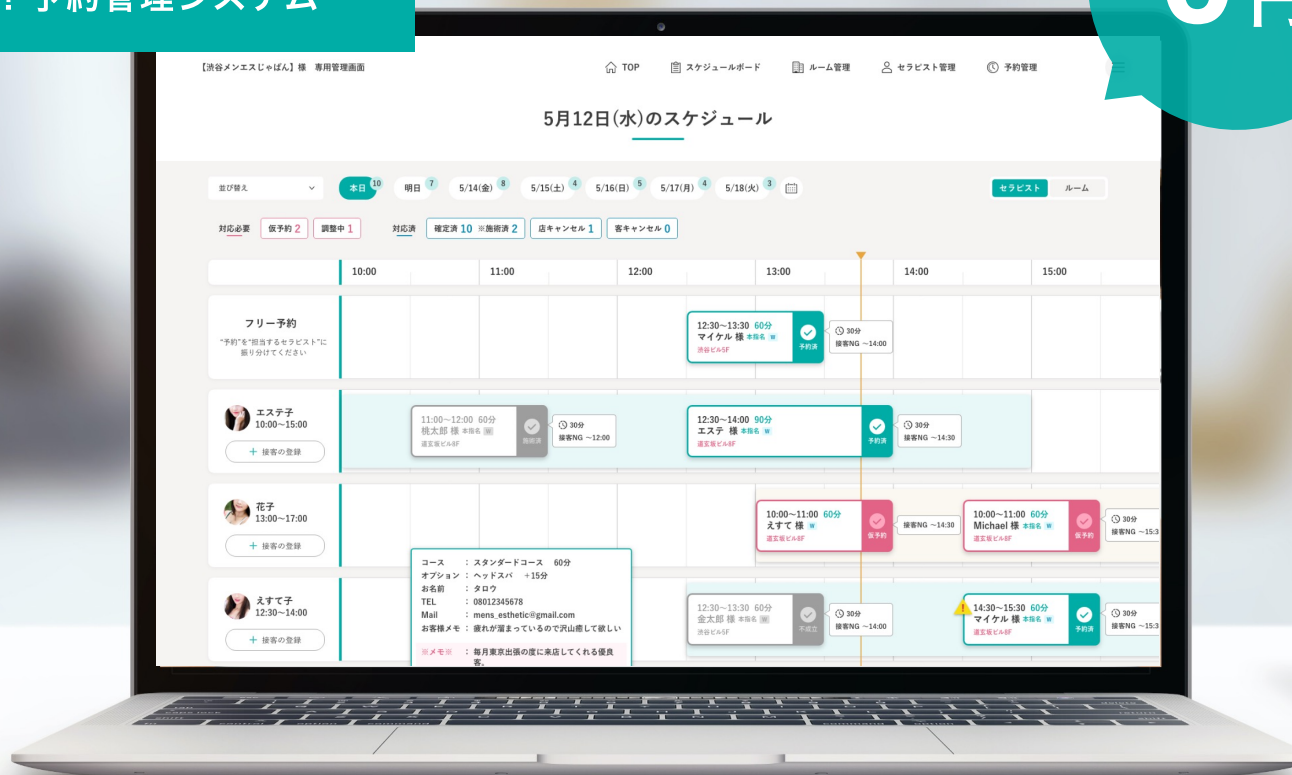 ！予約管理システム
0円
【渋谷メンエスじゃぱん】様 専用管理画面
TOP
スケジュールボード
ルーム管理
セラピスト管理
予約管理
5月12日(水)のスケジュール
並び替え
本日 10
明日 7
5/14(金) 8
5/15(土) 4
5/16(日) 5
5/17(月) 4
5/18(火) 3
セラピスト
ルーム
対応必要
仮予約 2
調整中 1
対応済
確定済 10 ※施術済 2
店キャンセル 1
客キャンセル 0
10:00
11:00
12:00
13:00
14:00
15:00
フリー予約
"予約"を"担当するセラピスト"に
振り分けてください
12:30〜13:30 60分
マイケル 様 本指名 W
渋谷ビル5F
予約済
30分
接客NG 〜14:00
エステ子
10:00〜15:00
＋ 接客の登録
11:00〜12:00 60分
桃太郎 様 本指名 W
道玄坂ビル8F
施術済
30分
接客NG 〜12:00
12:30〜14:00 90分
エステ 様 本指名 W
道玄坂ビル8F
予約済
30分
接客NG 〜14:30
花子
13:00〜17:00
＋ 接客の登録
10:00〜11:00 60分
えすて 様 W
道玄坂ビル8F
仮予約
接客NG 〜14:30
10:00〜11:00 60分
Michael 様 本指名 W
道玄坂ビル8F
仮予約
30分
接客NG 〜15:3
えすて子
12:30〜14:00
＋ 接客の登録
コース ： スタンダードコース 60分
オプション ： ヘッドスパ +15分
お名前 ： タロウ
TEL ： 08012345678
Mail ： mens_esthetic@gmail.com
お客様メモ ： 疲れが溜まっているので沢山癒して欲しい
※メモ※ ： 毎月東京出張の度に来店してくれる優良
客。
12:30〜13:30 60分
金太郎 様 本指名 W
渋谷ビル5F
不成立
30分
接客NG 〜14:00
14:30〜15:30 60分
マイケル 様 本指名 W
道玄坂ビル8F
予約済
30分
接客NG 〜15:3